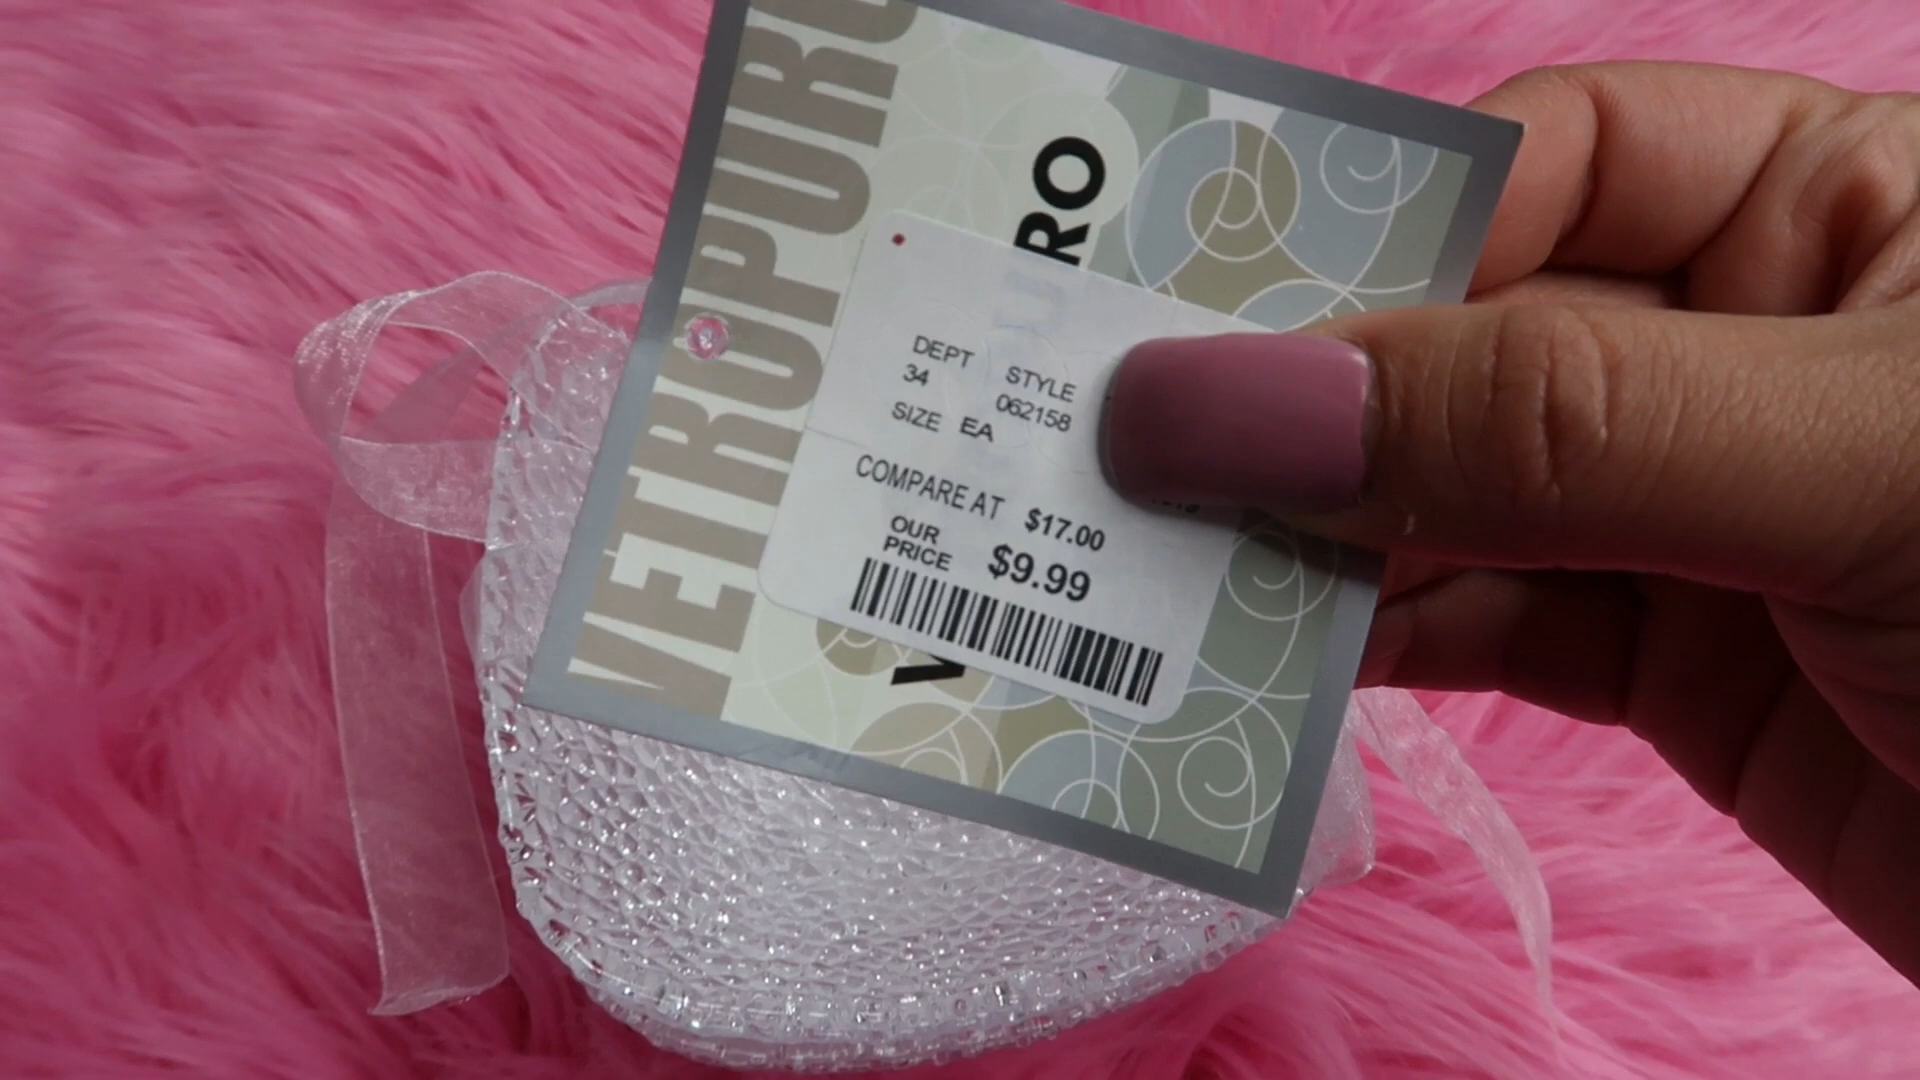 VETROPURO
RO
DEPT STYLE
34 062158
SIZE EA
COMPARE AT $17.00
OUR
PRICE $9.99
V